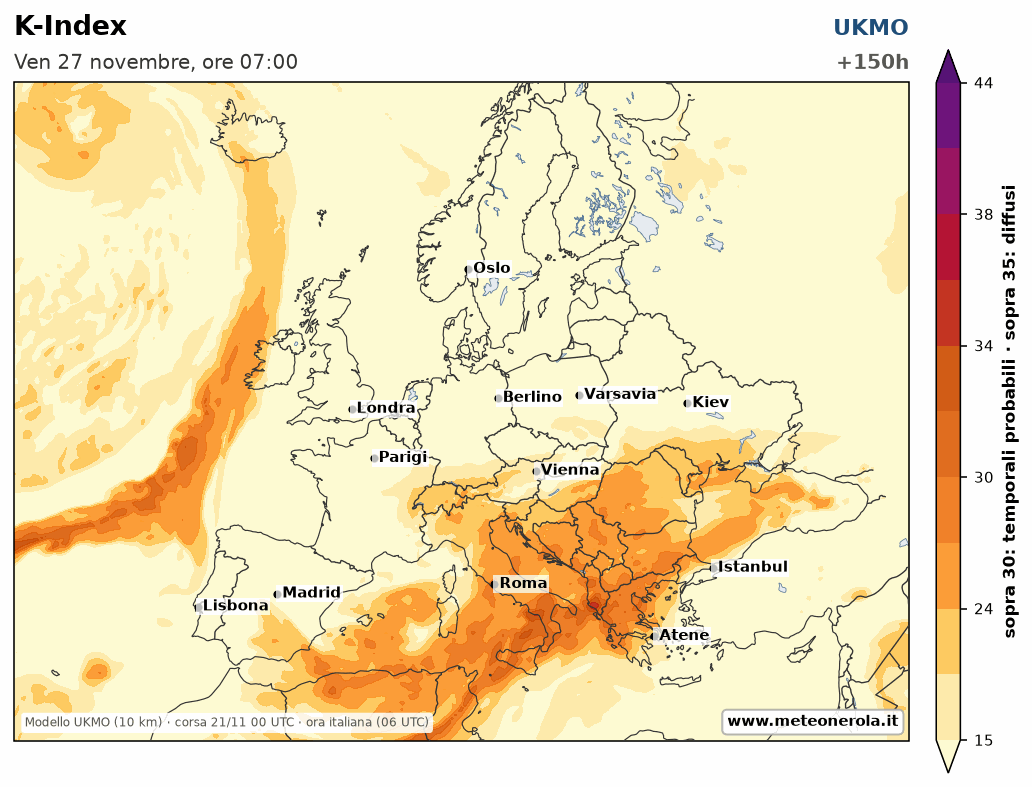 K-Index
UKMO
Ven 27 novembre, ore 07:00
+150h
44
38
34
30
24
15
sopra 30: temporali probabili · sopra 35: diffusi
Oslo
Londra
Berlino
Varsavia
Kiev
Parigi
Vienna
Istanbul
Roma
Madrid
Lisbona
Atene
Modello UKMO (10 km) · corsa 21/11 00 UTC · ora italiana (06 UTC)
www.meteonerola.it